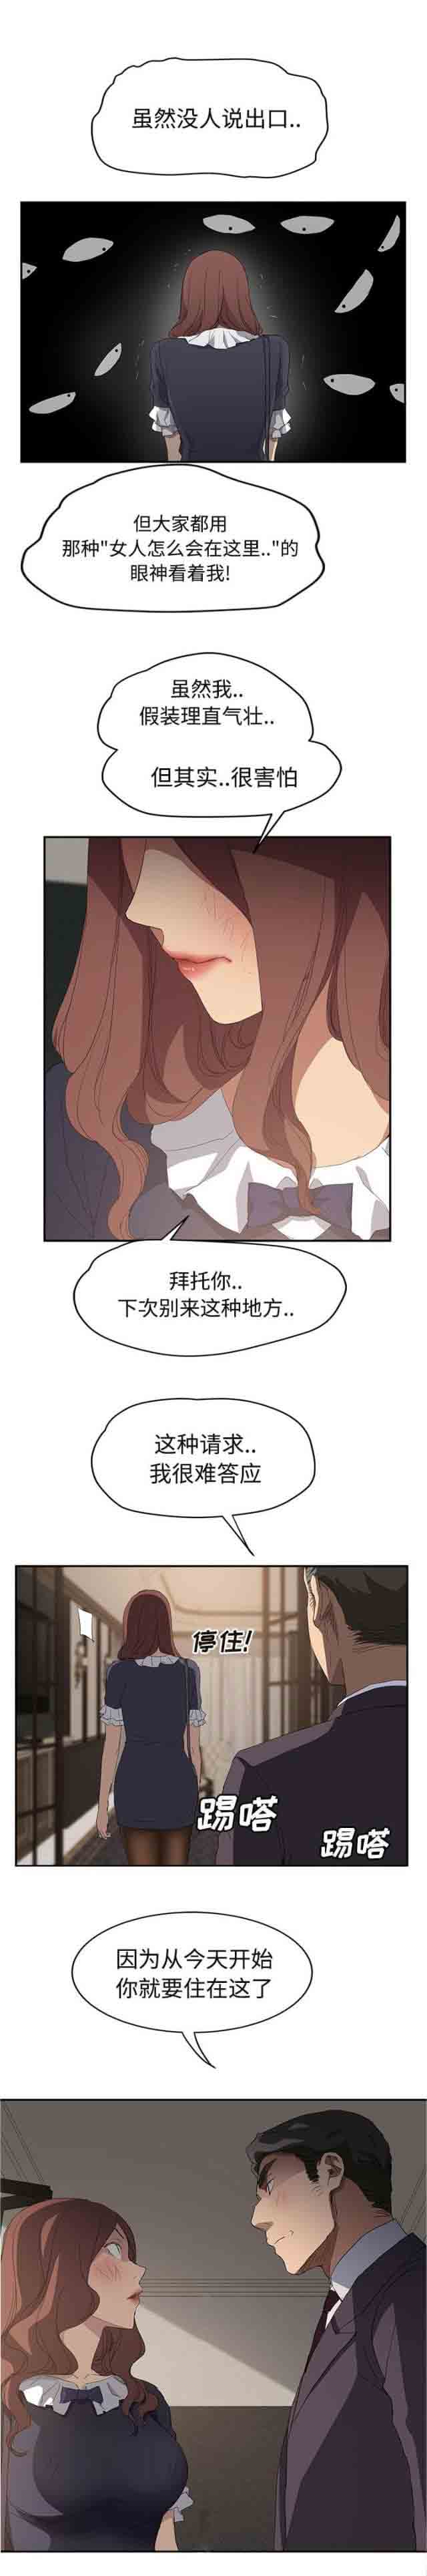 虽然没人说出口..
但大家都用
那种"女人怎么会在这里.."的
眼神看着我!
虽然我..
假装理直气壮..
但其实..很害怕
拜托你..
下次别来这种地方..
这种请求..
我很难答应
停住!
踢嗒
踢嗒
因为从今天开始
你就要住在这了